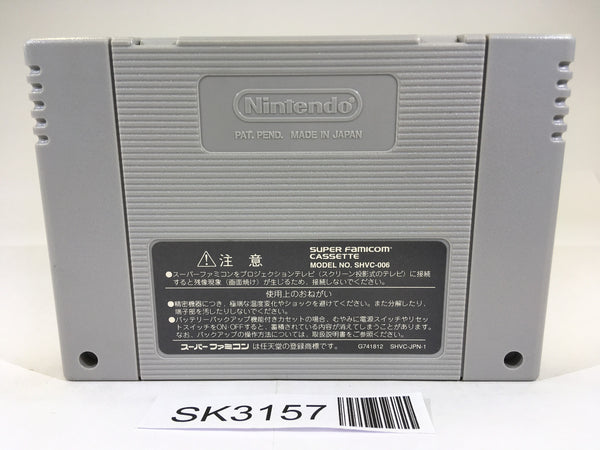 Nintendo
PAT. PEND. MADE IN JAPAN
⚠注意
SUPER FAMICOM
CASSETTE
MODEL NO. SHVC-006
●スーパーファミコンをプロジェクションテレビ(スクリーン投影式のテレビ)に接続
すると残像現象(画面焼け)が生じるため、接続しないでください。
使用上のおねがい
●精密機器につき、極端な温度変化やショックを避けてください。また分解したり、
端子部を汚したりしないでください。
●バッテリーバックアップ機能付きカセットの場合、むやみに電源スイッチやリセッ
トスイッチをON・OFFすると、蓄積されている内容が消えてしまうことがあります。
なお、バックアップの操作方法については、取扱説明書をご参照ください。
スーパーファミコンは任天堂の登録商標です。
G741812 SHVC-JPN-1
SK3157